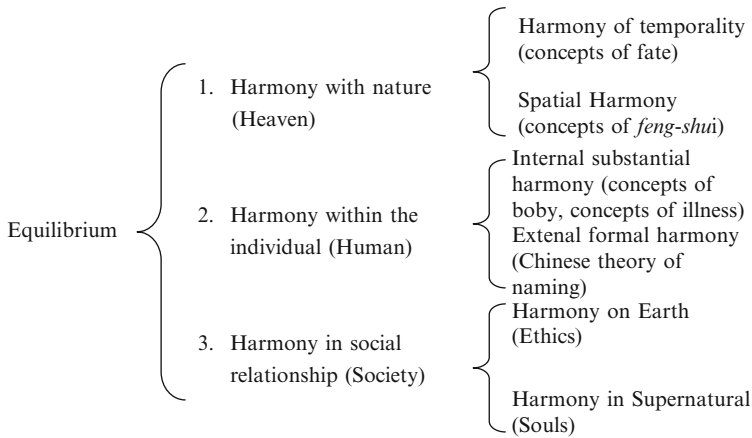 Equilibrium
1. Harmony with nature
(Heaven)
Harmony of temporality
(concepts of fate)
Spatial Harmony
(concepts of feng-shui)
2. Harmony within the
individual (Human)
Internal substantial
harmony (concepts of
boby, concepts of illness)
Extenal formal harmony
(Chinese theory of
naming)
3. Harmony in social
relationship (Society)
Harmony on Earth
(Ethics)
Harmony in Supernatural
(Souls)